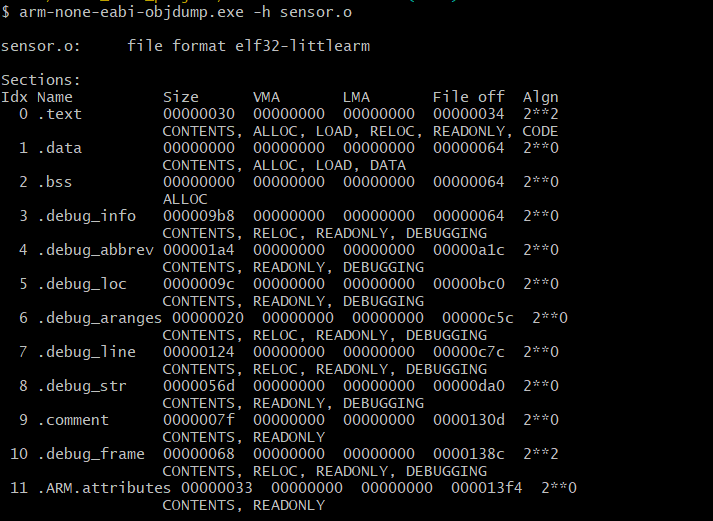 $ arm-none-eabi-objdump.exe -h sensor.o
sensor.o:     file format elf32-littlearm
Sections:
Idx Name          Size      VMA       LMA       File off  Algn
  0 .text         00000030  00000000  00000000  00000034  2**2
                  CONTENTS, ALLOC, LOAD, RELOC, READONLY, CODE
  1 .data         00000000  00000000  00000000  00000064  2**0
                  CONTENTS, ALLOC, LOAD, DATA
  2 .bss          00000000  00000000  00000000  00000064  2**0
                  ALLOC
  3 .debug_info   000009b8  00000000  00000000  00000064  2**0
                  CONTENTS, RELOC, READONLY, DEBUGGING
  4 .debug_abbrev 000001a4  00000000  00000000  00000a1c  2**0
                  CONTENTS, READONLY, DEBUGGING
  5 .debug_loc    0000009c  00000000  00000000  00000bc0  2**0
                  CONTENTS, READONLY, DEBUGGING
  6 .debug_aranges 00000020  00000000  00000000  00000c5c  2**0
                  CONTENTS, RELOC, READONLY, DEBUGGING
  7 .debug_line   00000124  00000000  00000000  00000c7c  2**0
                  CONTENTS, RELOC, READONLY, DEBUGGING
  8 .debug_str    0000056d  00000000  00000000  00000da0  2**0
                  CONTENTS, READONLY, DEBUGGING
  9 .comment      0000007f  00000000  00000000  0000130d  2**0
                  CONTENTS, READONLY
 10 .debug_frame  00000068  00000000  00000000  0000138c  2**2
                  CONTENTS, RELOC, READONLY, DEBUGGING
 11 .ARM.attributes 00000033  00000000  00000000  000013f4  2**0
                  CONTENTS, READONLY